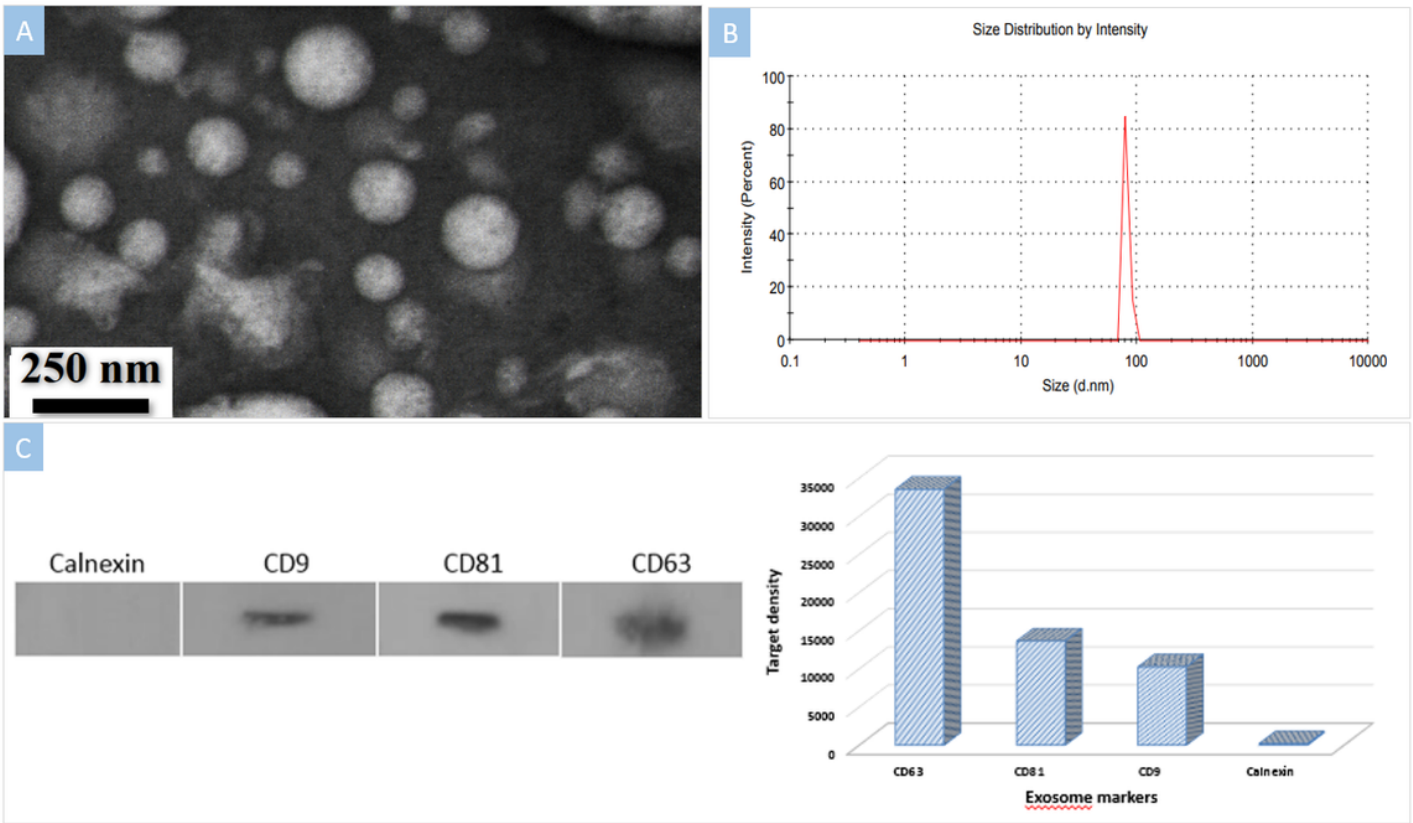 A
250 nm
B
Size Distribution by Intensity
Intensity (Percent)
100
80
60
40
20
0
0.1 1 10 100 1000 10000
Size (d.nm)
C
Calnexin CD9 CD81 CD63
Target density
35000
30000
25000
20000
15000
10000
5000
0
CD63 CD81 CD9 Calnexin
Exosome markers